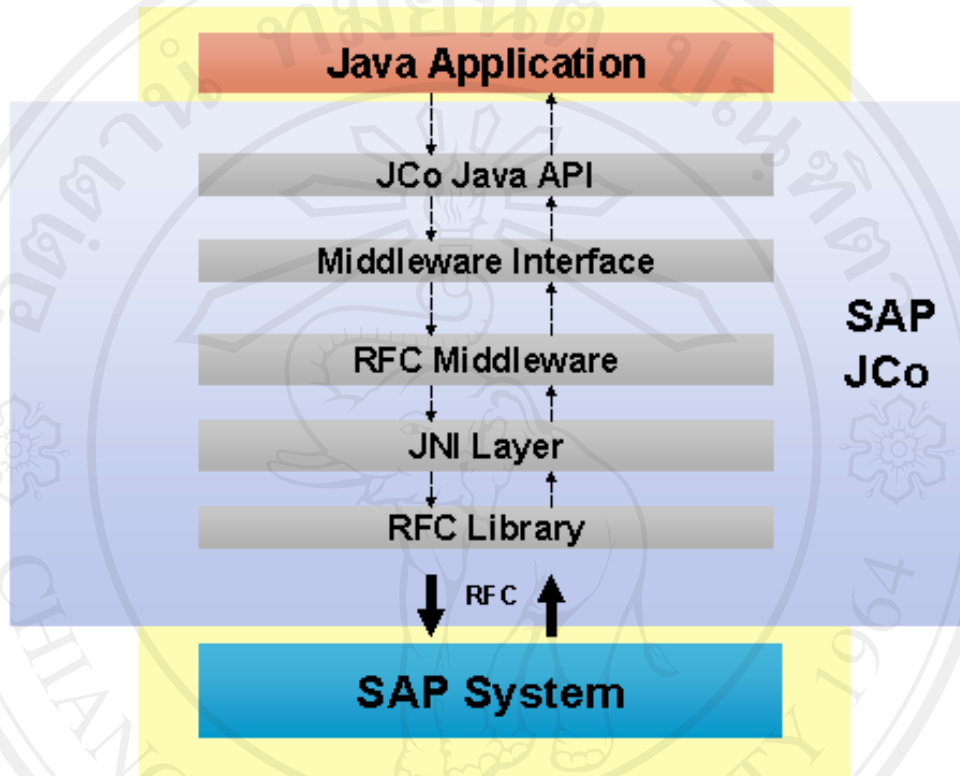 Java Application
JCo Java API
Middleware Interface
SAP
JCo
RFC Middleware
JNI Layer
RFC Library
RFC
SAP System